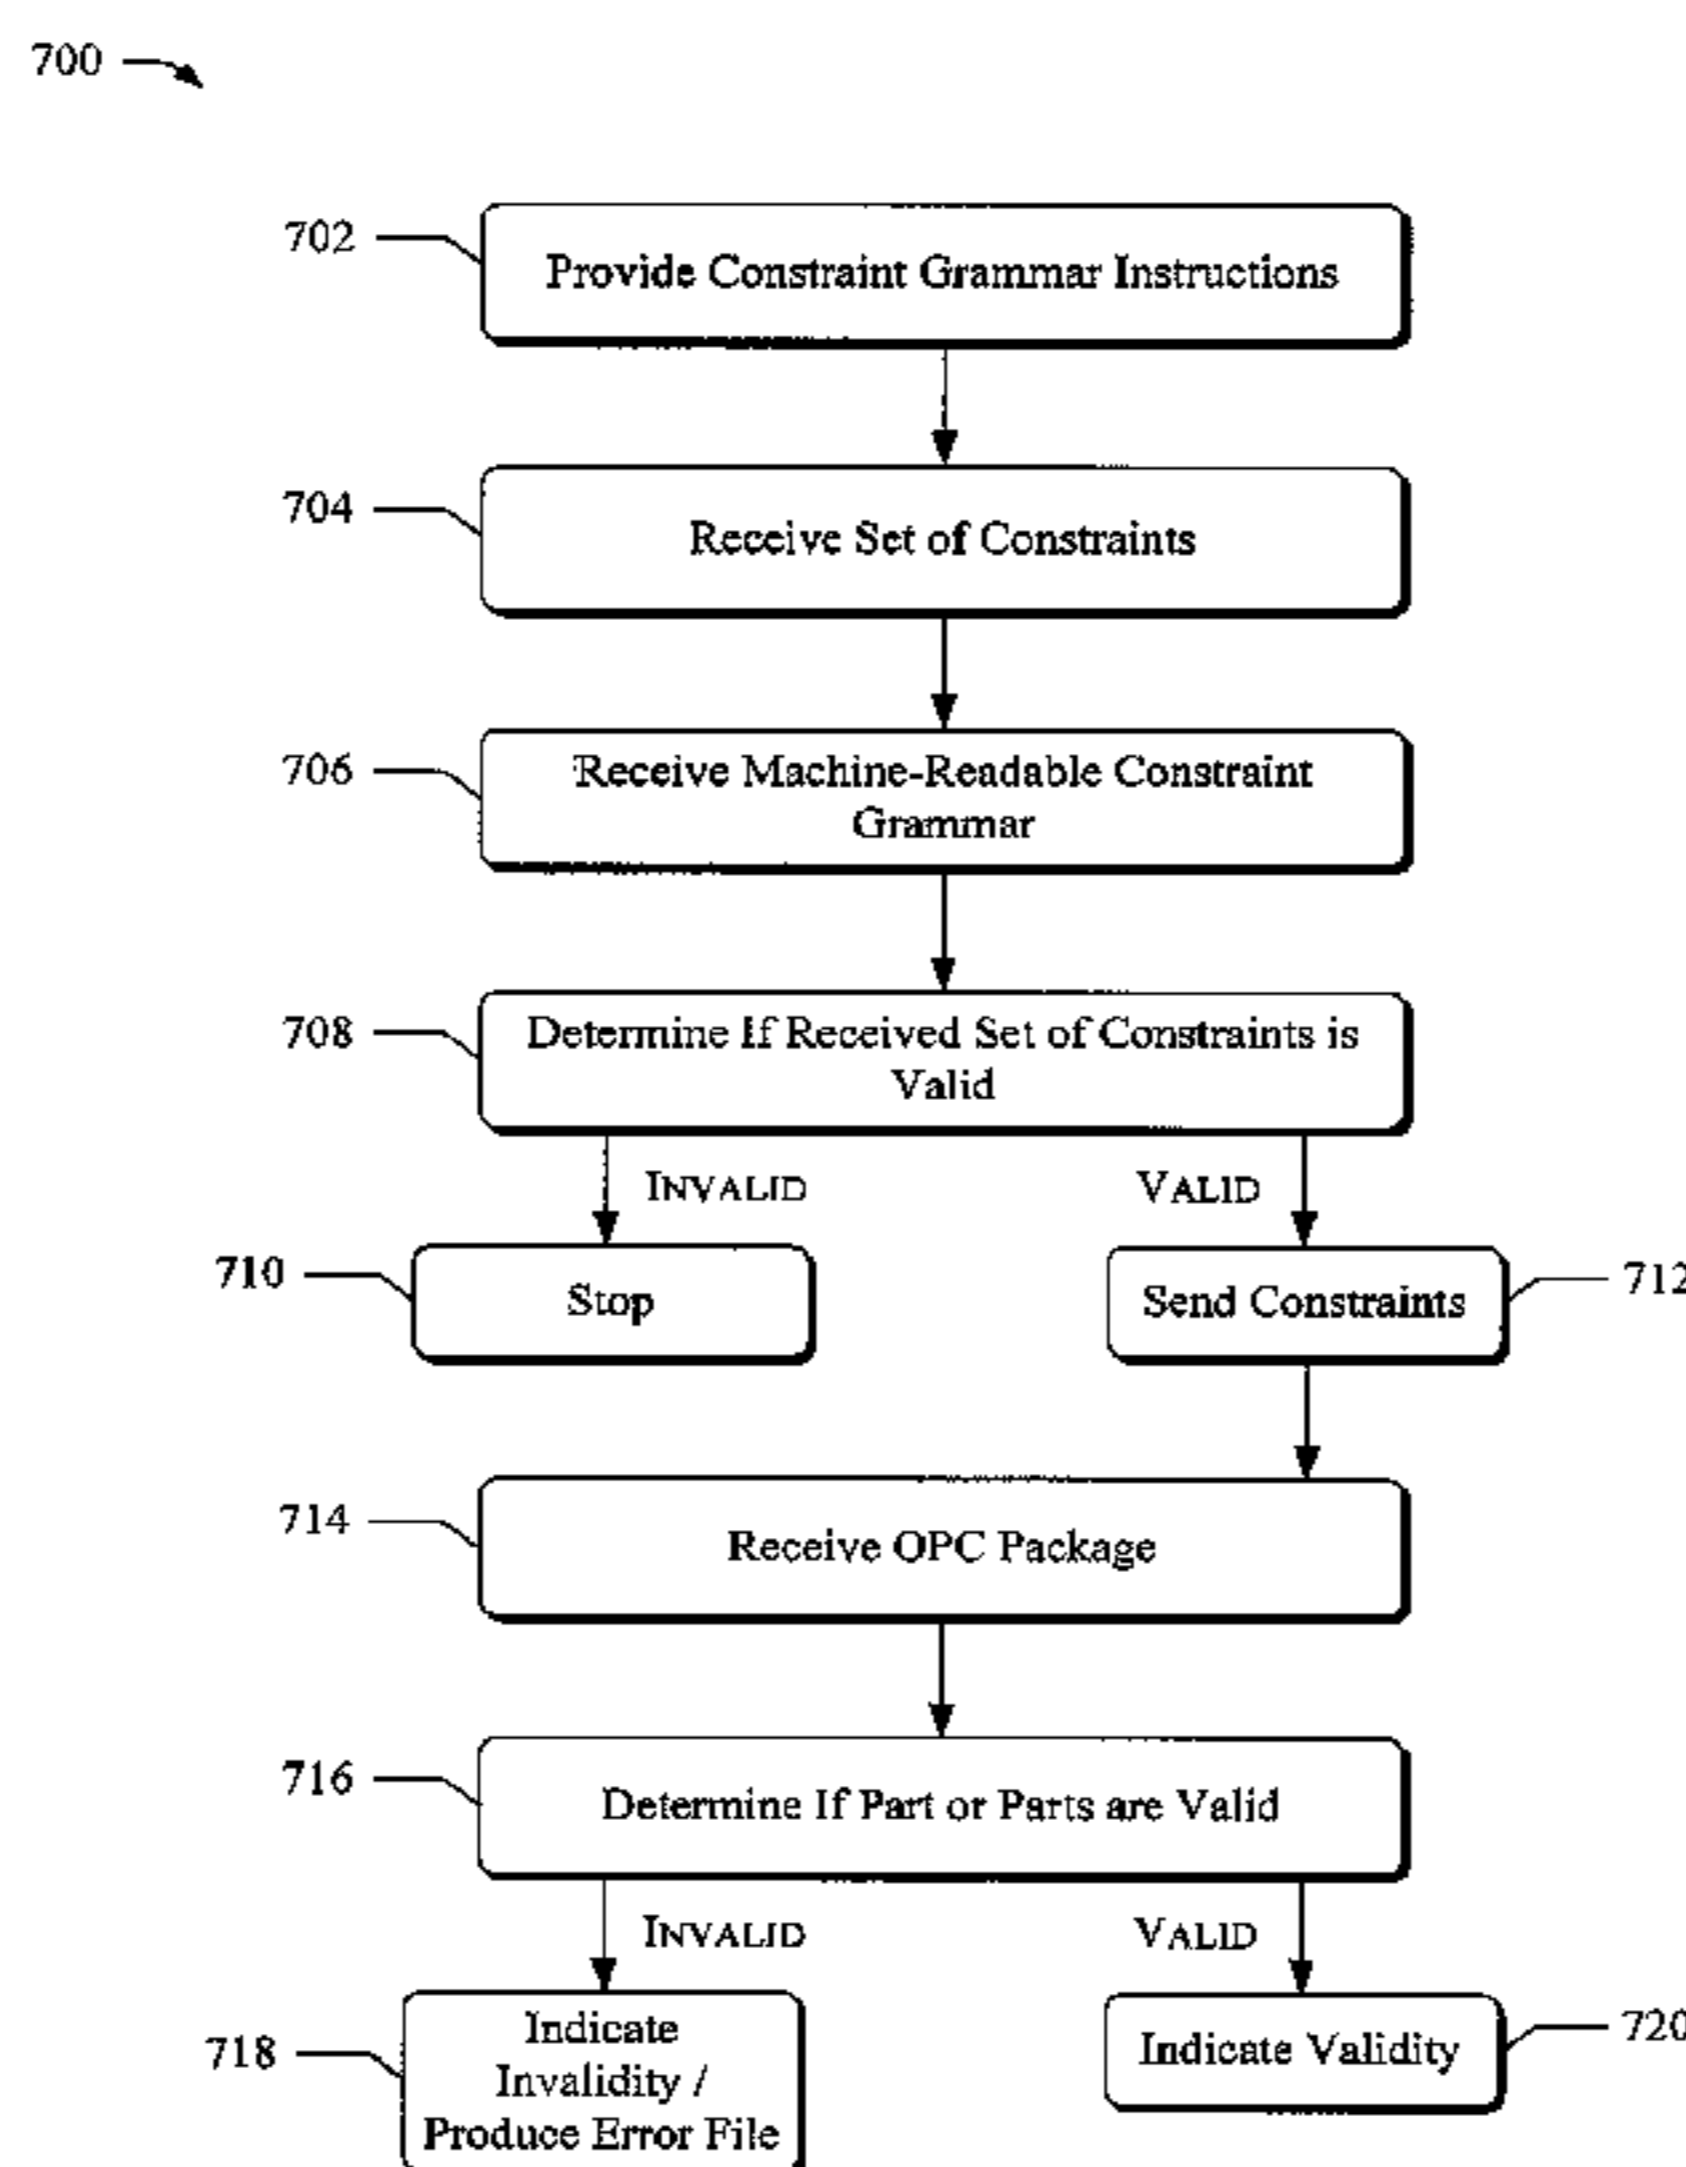 700
702
Provide Constraint Grammar Instructions
704
Receive Set of Constraints
706
Receive Machine-Readable Constraint
Grammar
708
Determine If Received Set of Constraints is
Valid
INVALID
VALID
710
Stop
Send Constraints
712
714
Receive OPC Package
716
Determine If Part or Parts are Valid
INVALID
VALID
718
Indicate
Invalidity /
Produce Error File
Indicate Validity
720